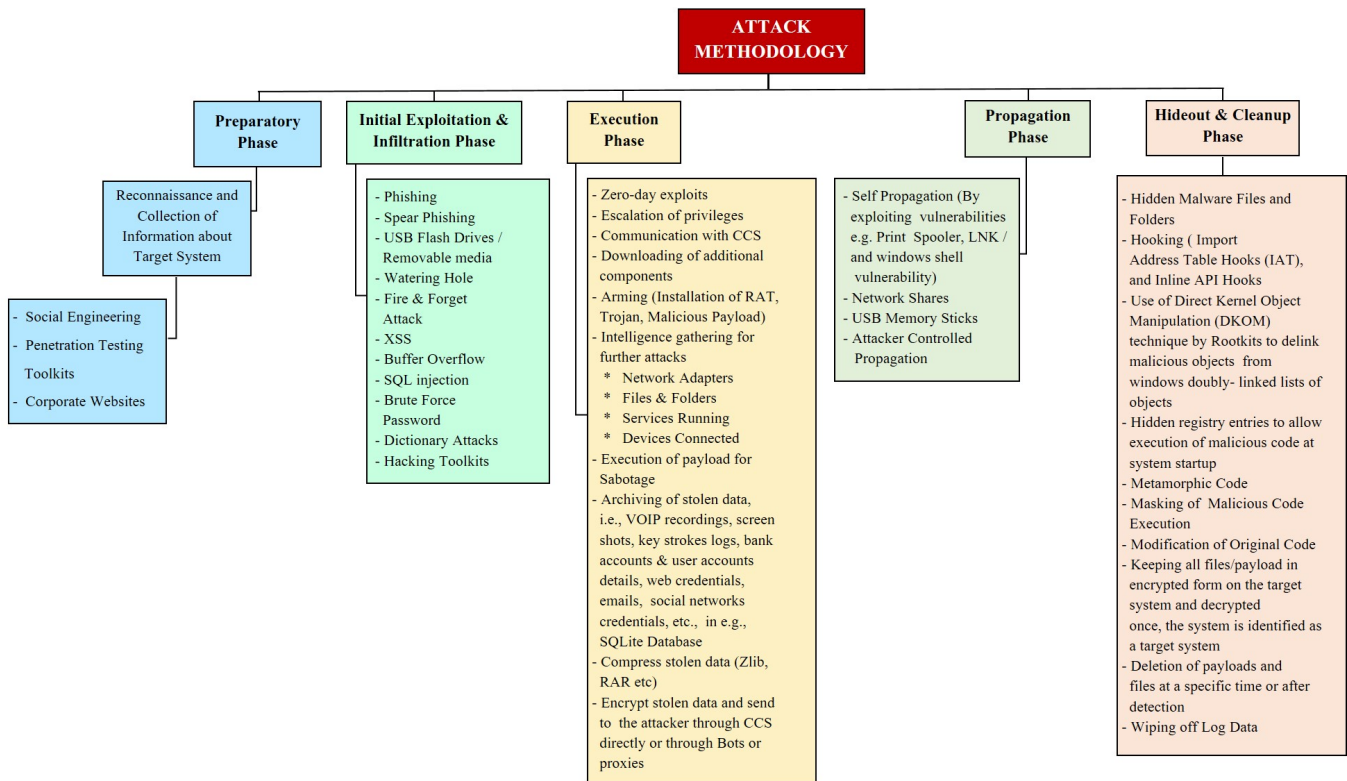 ATTACK
METHODOLOGY
Preparatory
Phase
Reconnaissance and
Collection of
Information about
Target System
- Social Engineering
- Penetration Testing
Toolkits
- Corporate Websites
Initial Exploitation &
Infiltration Phase
- Phishing
- Spear Phishing
- USB Flash Drives /
Removable media
- Watering Hole
- Fire & Forget
Attack
- XSS
- Buffer Overflow
- SQL injection
- Brute Force
Password
- Dictionary Attacks
- Hacking Toolkits
Execution
Phase
- Zero-day exploits
- Escalation of privileges
- Communication with CCS
- Downloading of additional
components
- Arming (Installation of RAT,
Trojan, Malicious Payload)
- Intelligence gathering for
further attacks
* Network Adapters
* Files & Folders
* Services Running
* Devices Connected
- Execution of payload for
Sabotage
- Archiving of stolen data,
i.e., VOIP recordings, screen
shots, key strokes logs, bank
accounts & user accounts
details, web credentials,
emails, social networks
credentials, etc., in e.g.,
SQLite Database
- Compress stolen data (Zlib,
RAR etc)
- Encrypt stolen data and send
to the attacker through CCS
directly or through Bots or
proxies
Propagation
Phase
- Self Propagation (By
exploiting vulnerabilities
e.g. Print Spooler, LNK /
and windows shell
vulnerability)
- Network Shares
- USB Memory Sticks
- Attacker Controlled
Propagation
Hideout & Cleanup
Phase
- Hidden Malware Files and
Folders
- Hooking ( Import
Address Table Hooks (IAT),
and Inline API Hooks
- Use of Direct Kernel Object
Manipulation (DKOM)
technique by Rootkits to delink
malicious objects from
windows doubly- linked lists of
objects
- Hidden registry entries to allow
execution of malicious code at
system startup
- Metamorphic Code
- Masking of Malicious Code
Execution
- Modification of Original Code
- Keeping all files/payload in
encrypted form on the target
system and decrypted
once, the system is identified as
a target system
- Deletion of payloads and
files at a specific time or after
detection
- Wiping off Log Data